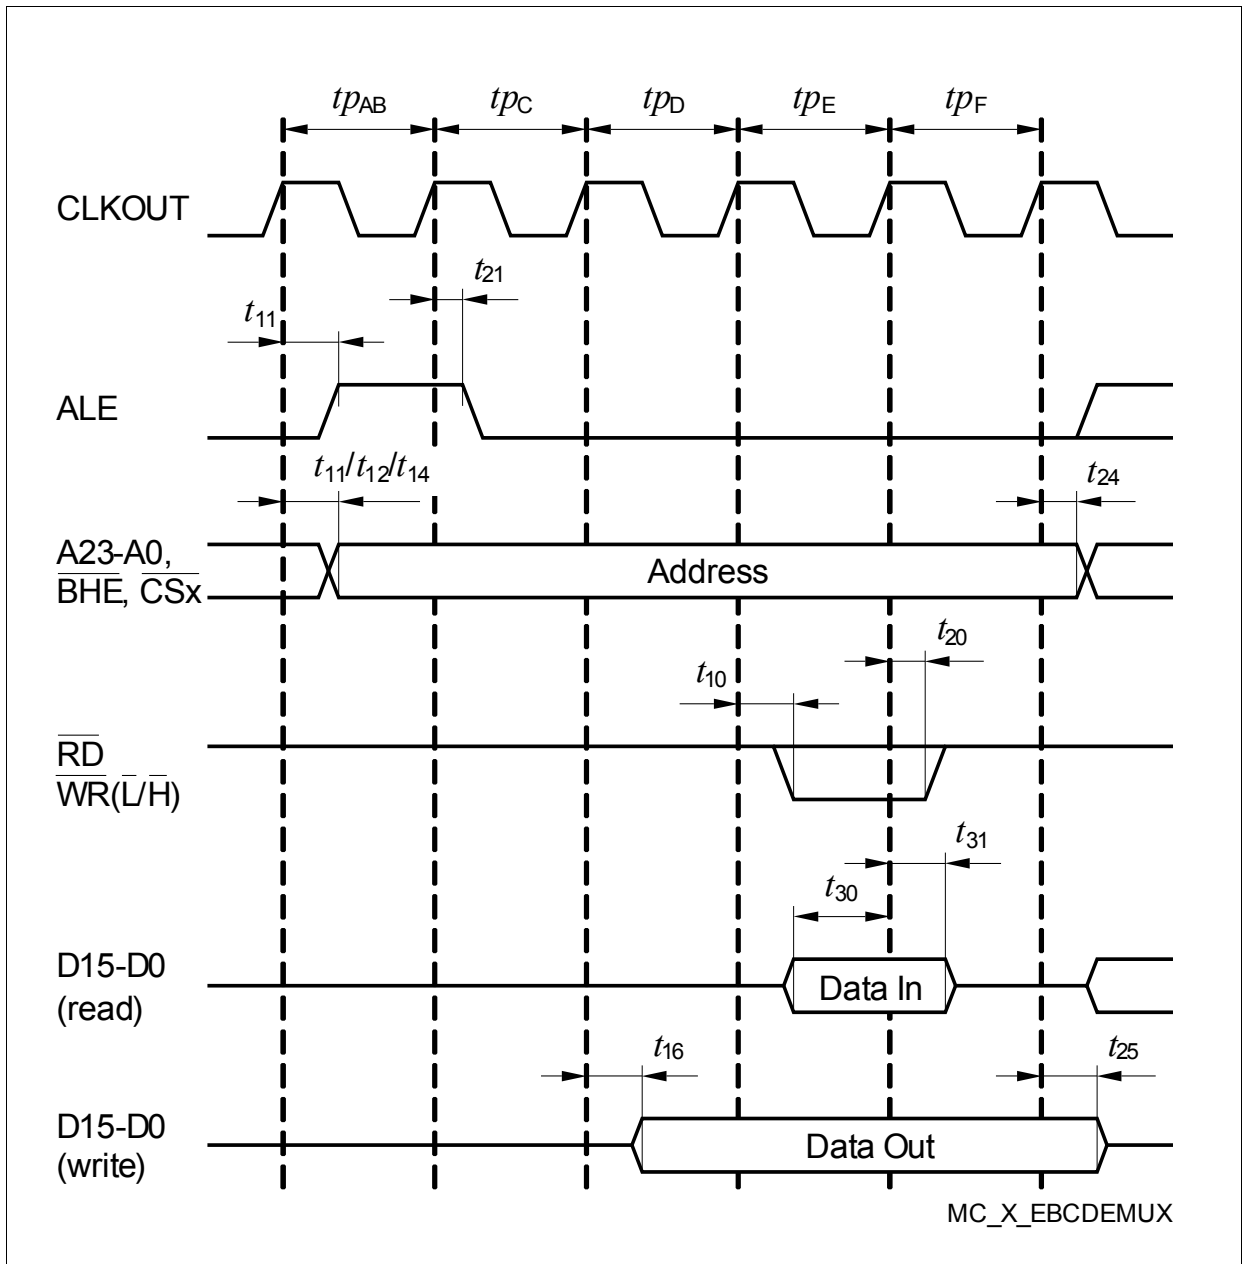 tpAB tpC tpD tpE tpF
CLKOUT
t21
t11
ALE
t11/t12/t14
t24
A23-A0,
BHE, CSx
Address
t20
t10
RD
WR(L/H)
t31
t30
D15-D0
(read)
Data In
t16
t25
D15-D0
(write)
Data Out
MC_X_EBCDEMUX